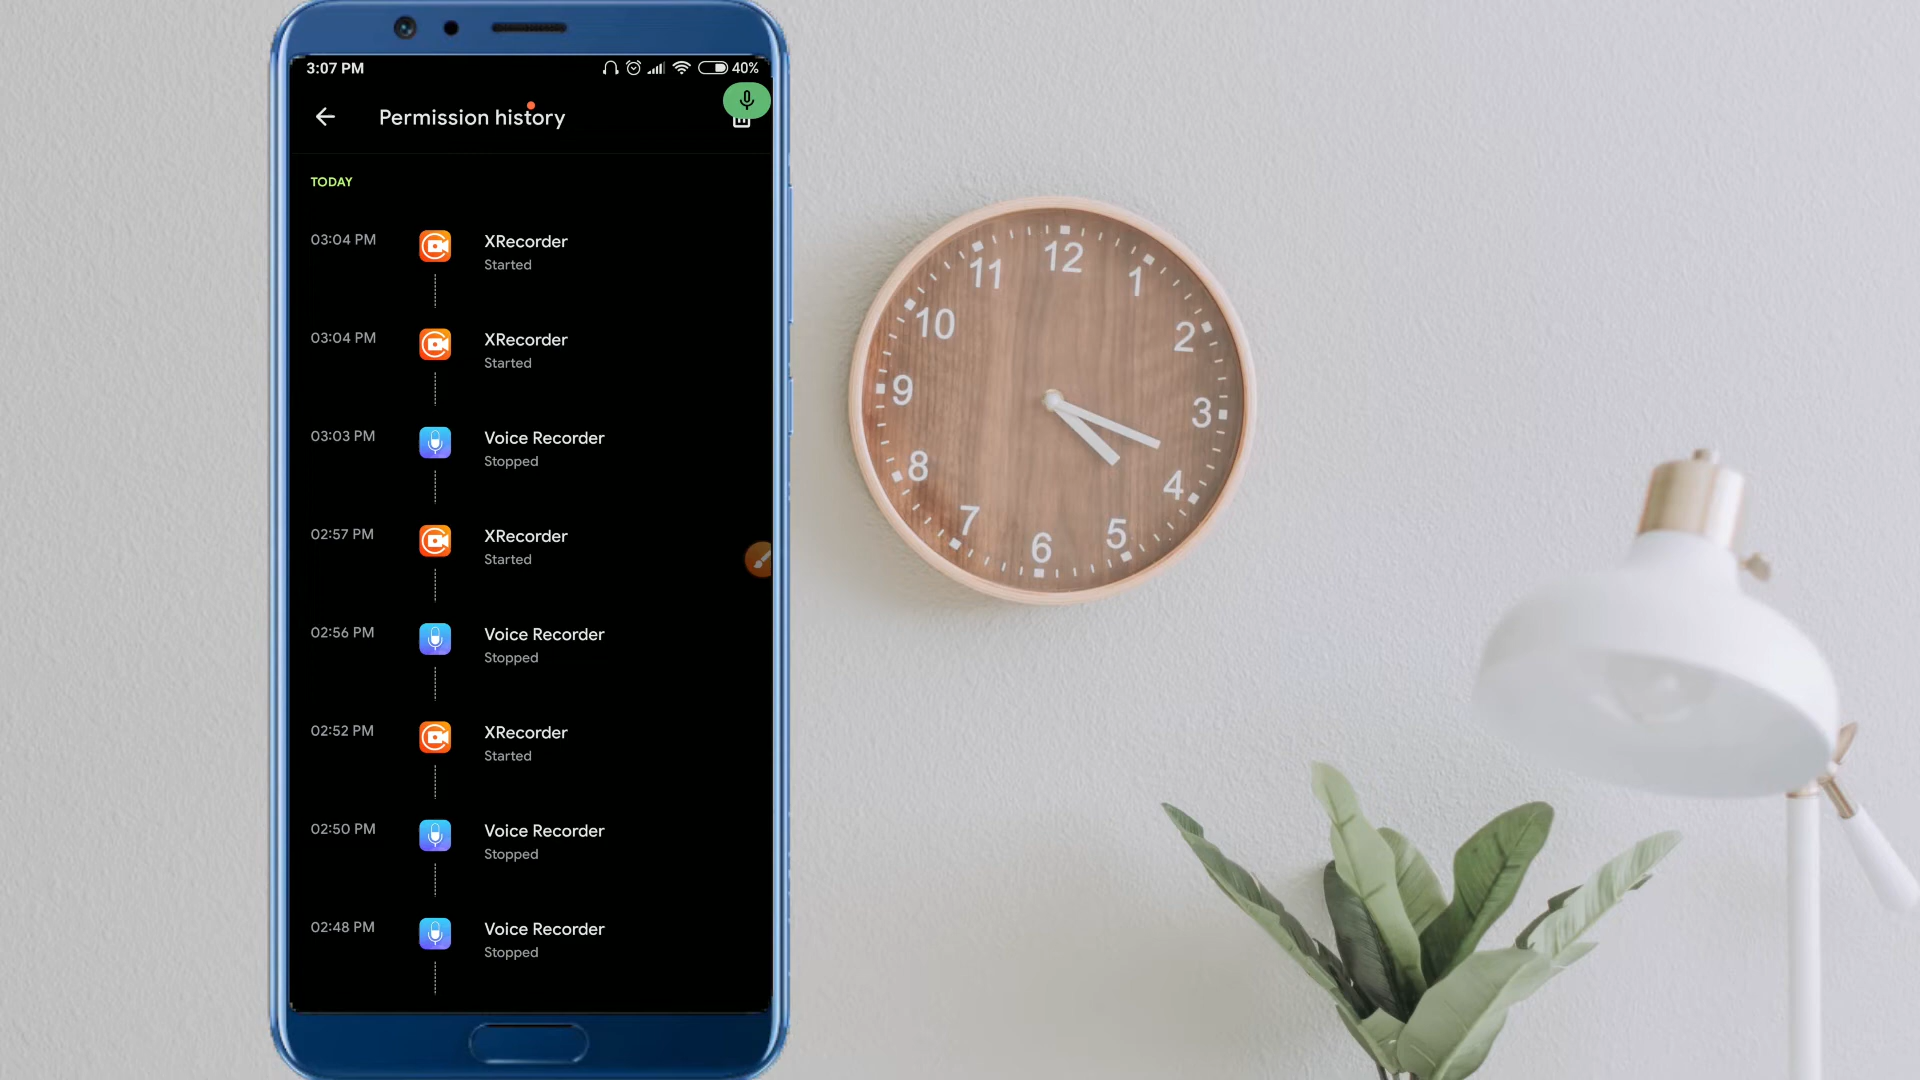 3:07 PM
40%
Permission history
TODAY
03:04 PM
XRecorder
Started
03:04 PM
XRecorder
Started
03:03 PM
Voice Recorder
Stopped
02:57 PM
XRecorder
Started
02:56 PM
Voice Recorder
Stopped
02:52 PM
XRecorder
Started
02:50 PM
Voice Recorder
Stopped
02:48 PM
Voice Recorder
Stopped
12
1
2
3
4
5
6
7
8
9
10
11